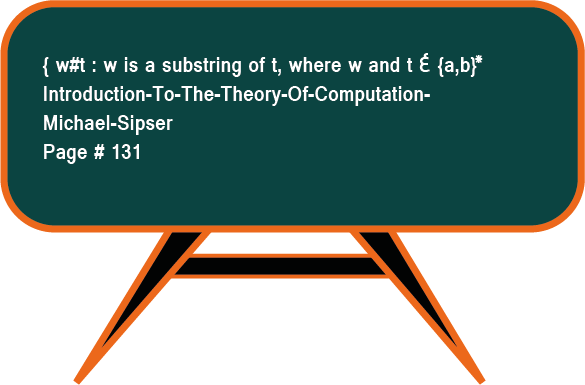 { w#t : w is a substring of t, where w and t έ {a,b}*
Introduction-To-The-Theory-Of-Computation-
Michael-Sipser
Page # 131